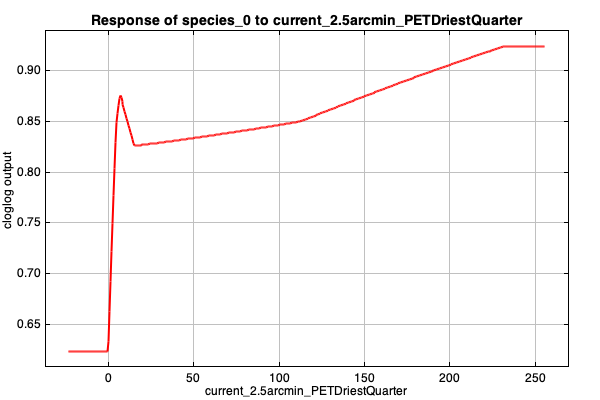 Response of species_0 to current_2.5arcmin_PETDriestQuarter
cloglog output
0.90
0.85
0.80
0.75
0.70
0.65
0 50 100 150 200 250
current_2.5arcmin_PETDriestQuarter